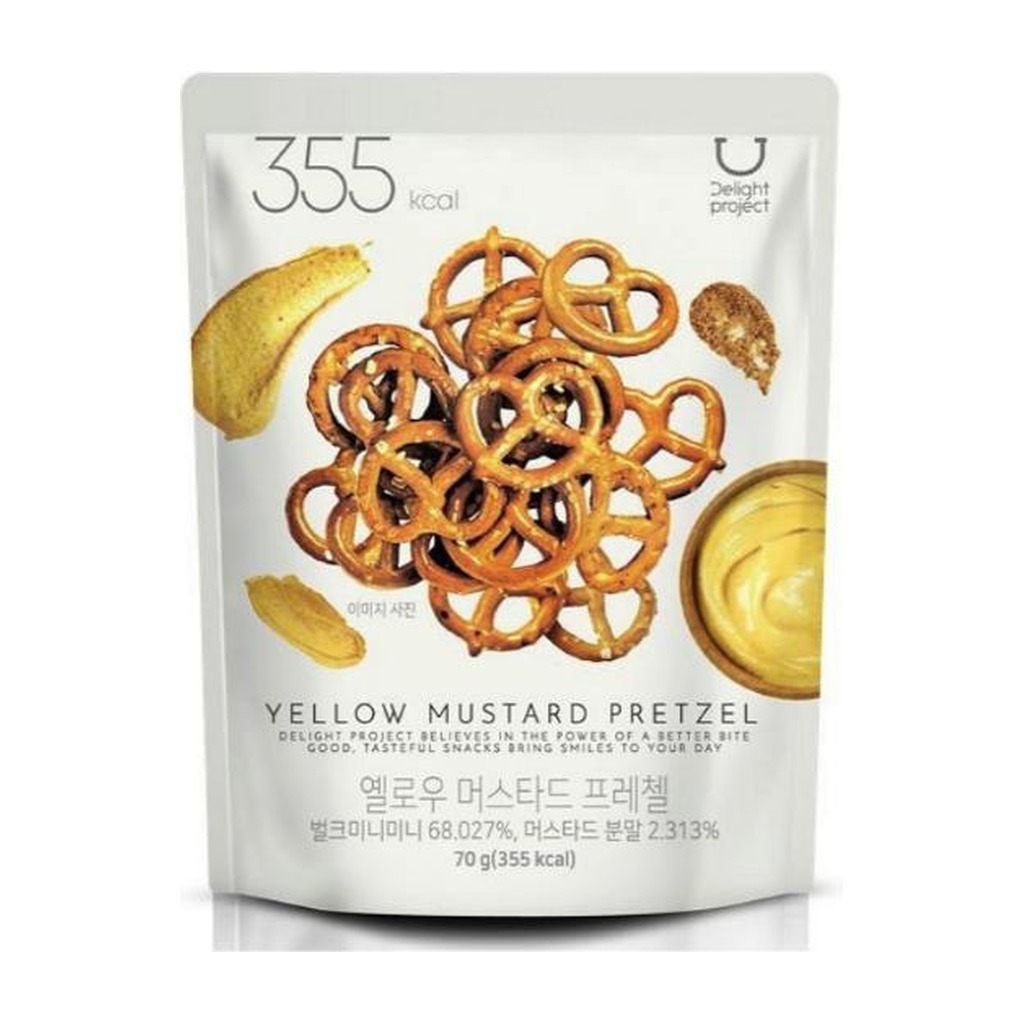 355 kcal
Delight
project
이미지 사진
YELLOW MUSTARD PRETZEL
DELIGHT PROJECT BELIEVES IN THE POWER OF A BETTER BITE
GOOD, TASTEFUL SNACKS BRING SMILES TO YOUR DAY
옐로우 머스타드 프레첼
벌크미니미니 68.027%, 머스타드 분말 2.313%
70 g(355 kcal)